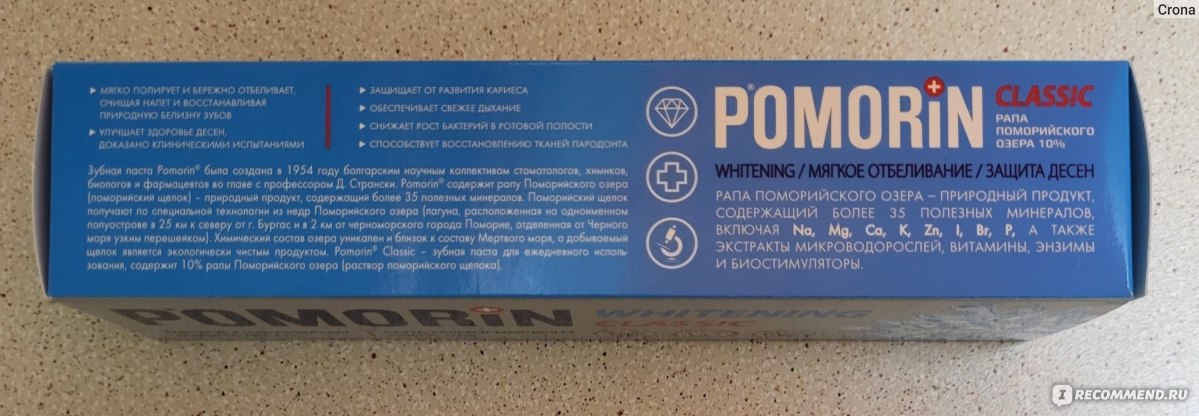 Crona
► МЯГКО ПОЛИРУЕТ И БЕРЕЖНО ОТБЕЛИВАЕТ,
ОЧИЩАЯ НАЛЕТ И ВОССТАНАВЛИВАЯ
ПРИРОДНУЮ БЕЛИЗНУ ЗУБОВ
► УЛУЧШАЕТ ЗДОРОВЬЕ ДЕСЕН,
ДОКАЗАНО КЛИНИЧЕСКИМИ ИСПЫТАНИЯМИ
► ЗАЩИЩАЕТ ОТ РАЗВИТИЯ КАРИЕСА
► ОБЕСПЕЧИВАЕТ СВЕЖЕЕ ДЫХАНИЕ
► СНИЖАЕТ РОСТ БАКТЕРИЙ В РОТОВОЙ ПОЛОСТИ
► СПОСОБСТВУЕТ ВОССТАНОВЛЕНИЮ ТКАНЕЙ ПАРОДОНТА
Зубная паста Pomorin® была создана в 1954 году болгарским научным коллективом стоматологов, химиков,
биологов и фармацевтов во главе с профессором Д. Странски. Pomorin® содержит рапу Поморийского озера
(поморийский щелок) – природный продукт, содержащий более 35 полезных минералов. Поморийский щелок
получают по специальной технологии из недр Поморийского озера (лагуна, расположенная на одноименном
полуострове в 25 км к северу от г. Бургас и в 2 км от черноморского города Поморие, отделенная от Черного
моря узким перешейком). Химический состав озера уникален и близок к составу Мертвого моря, а добываемый
щелок является экологически чистым продуктом. Pomorin® Classic – зубная паста для ежедневного исполь-
зования, содержит 10% рапы Поморийского озера (раствор поморийского щелока).
POMORiN® CLASSIC
РАПА
ПОМОРИЙСКОГО
ОЗЕРА 10%
WHITENING / МЯГКОЕ ОТБЕЛИВАНИЕ / ЗАЩИТА ДЕСЕН
РАПА ПОМОРИЙСКОГО ОЗЕРА – ПРИРОДНЫЙ ПРОДУКТ,
СОДЕРЖАЩИЙ БОЛЕЕ 35 ПОЛЕЗНЫХ МИНЕРАЛОВ,
ВКЛЮЧАЯ Na, Mg, Ca, K, Zn, I, Br, P, А ТАКЖЕ
ЭКСТРАКТЫ МИКРОВОДОРОСЛЕЙ, ВИТАМИНЫ, ЭНЗИМЫ
И БИОСТИМУЛЯТОРЫ.
POMORiN WHITENING
CLASSIC
IRECOMMEND.RU